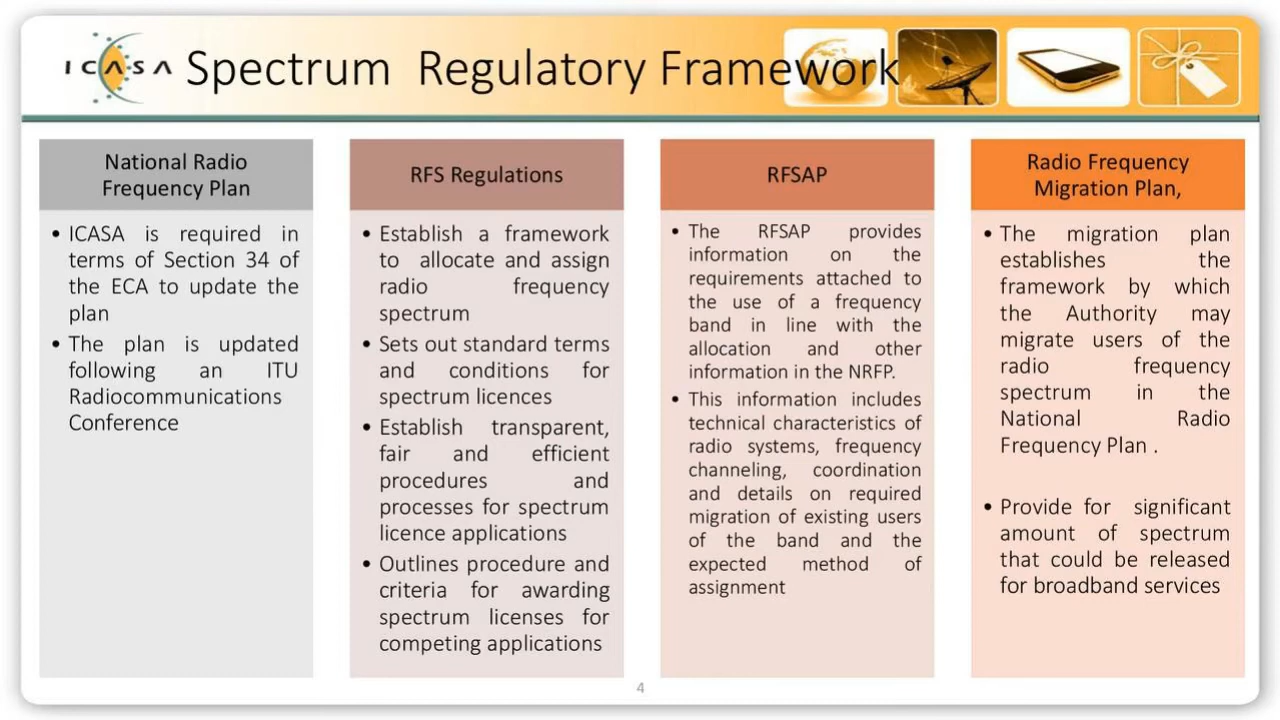 ICASA Spectrum Regulatory Framework
National Radio
Frequency Plan
• ICASA is required in
terms of Section 34 of
the ECA to update the
plan
• The plan is updated
following an ITU
Radiocommunications
Conference
RFS Regulations
• Establish a framework
to allocate and assign
radio frequency
spectrum
• Sets out standard terms
and conditions for
spectrum licences
• Establish transparent,
fair and efficient
procedures and
processes for spectrum
licence applications
• Outlines procedure and
criteria for awarding
spectrum licenses for
competing applications
RFSAP
• The RFSAP provides
information on the
requirements attached to
the use of a frequency
band in line with the
allocation and other
information in the NRFP.
• This information includes
technical characteristics of
radio systems, frequency
channeling, coordination
and details on required
migration of existing users
of the band and the
expected method of
assignment
Radio Frequency
Migration Plan,
• The migration plan
establishes the
framework by which
the Authority may
migrate users of the
radio frequency
spectrum in the
National Radio
Frequency Plan .
• Provide for significant
amount of spectrum
that could be released
for broadband services
4